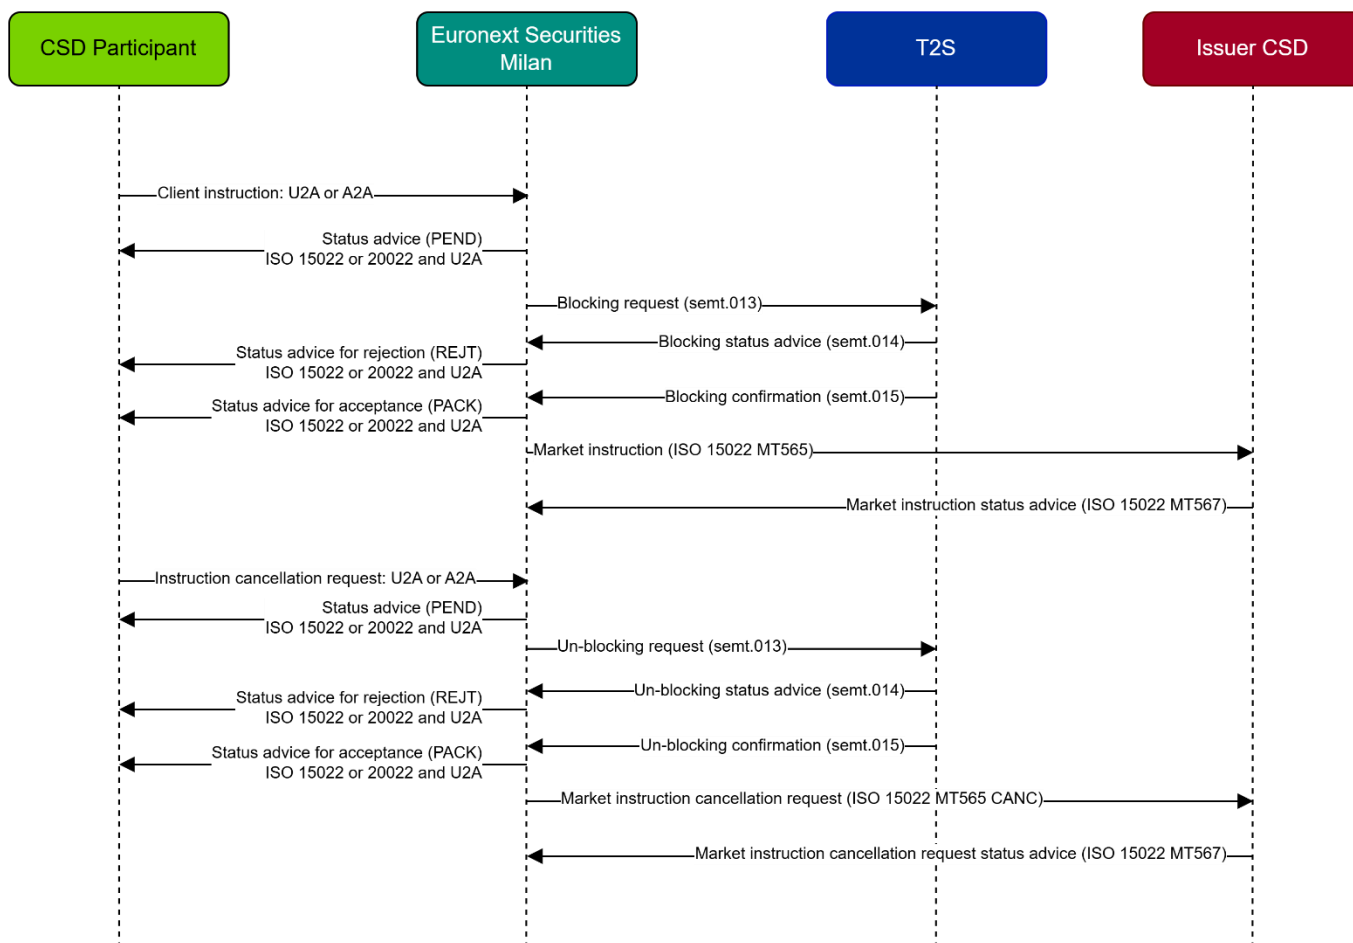 CSD Participant
Euronext Securities
Milan
T2S
Issuer CSD
Client instruction: U2A or A2A
Status advice (PEND)
ISO 15022 or 20022 and U2A
Blocking request (semt.013)
Blocking status advice (semt.014)
Status advice for rejection (REJT)
ISO 15022 or 20022 and U2A
Blocking confirmation (semt.015)
Status advice for acceptance (PACK)
ISO 15022 or 20022 and U2A
Market instruction (ISO 15022 MT565)
Market instruction status advice (ISO 15022 MT567)
Instruction cancellation request: U2A or A2A
Status advice (PEND)
ISO 15022 or 20022 and U2A
Un-blocking request (semt.013)
Un-blocking status advice (semt.014)
Status advice for rejection (REJT)
ISO 15022 or 20022 and U2A
Un-blocking confirmation (semt.015)
Status advice for acceptance (PACK)
ISO 15022 or 20022 and U2A
Market instruction cancellation request (ISO 15022 MT565 CANC)
Market instruction cancellation request status advice (ISO 15022 MT567)